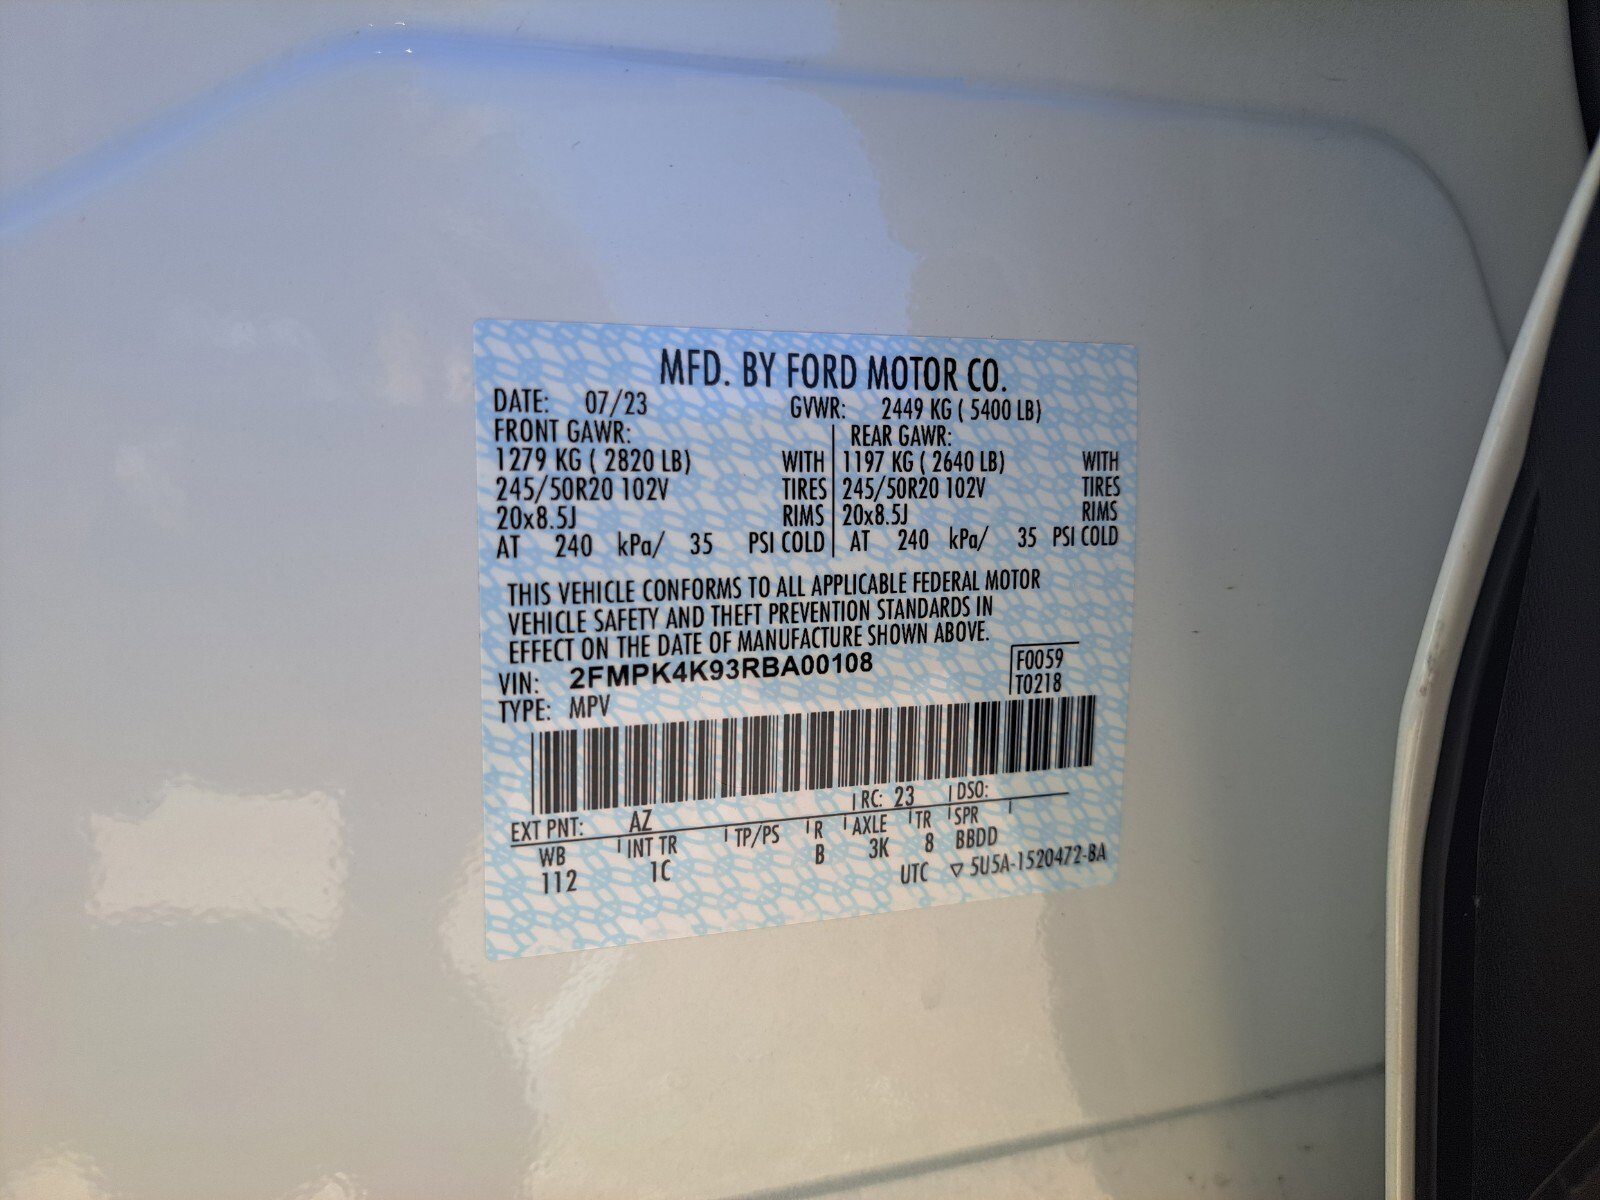 MFD. BY FORD MOTOR CO.
DATE: 07/23 GVWR: 2449 KG ( 5400 LB)
FRONT GAWR: REAR GAWR:
1279 KG ( 2820 LB) WITH 1197 KG ( 2640 LB) WITH
245/50R20 102V TIRES 245/50R20 102V TIRES
20x8.5J RIMS 20x8.5J RIMS
AT 240 kPa/ 35 PSI COLD AT 240 kPa/ 35 PSI COLD
THIS VEHICLE CONFORMS TO ALL APPLICABLE FEDERAL MOTOR
VEHICLE SAFETY AND THEFT PREVENTION STANDARDS IN
EFFECT ON THE DATE OF MANUFACTURE SHOWN ABOVE.
VIN: 2FMPK4K93RBA00108 F0059
TYPE: MPV T0218
EXT PNT: AZ RC: 23 DSO:
WB INT TR TP/PS R AXLE TR SPR
112 1C B 3K 8 BBDD
UTC ▽ 5U5A-1520472-BA